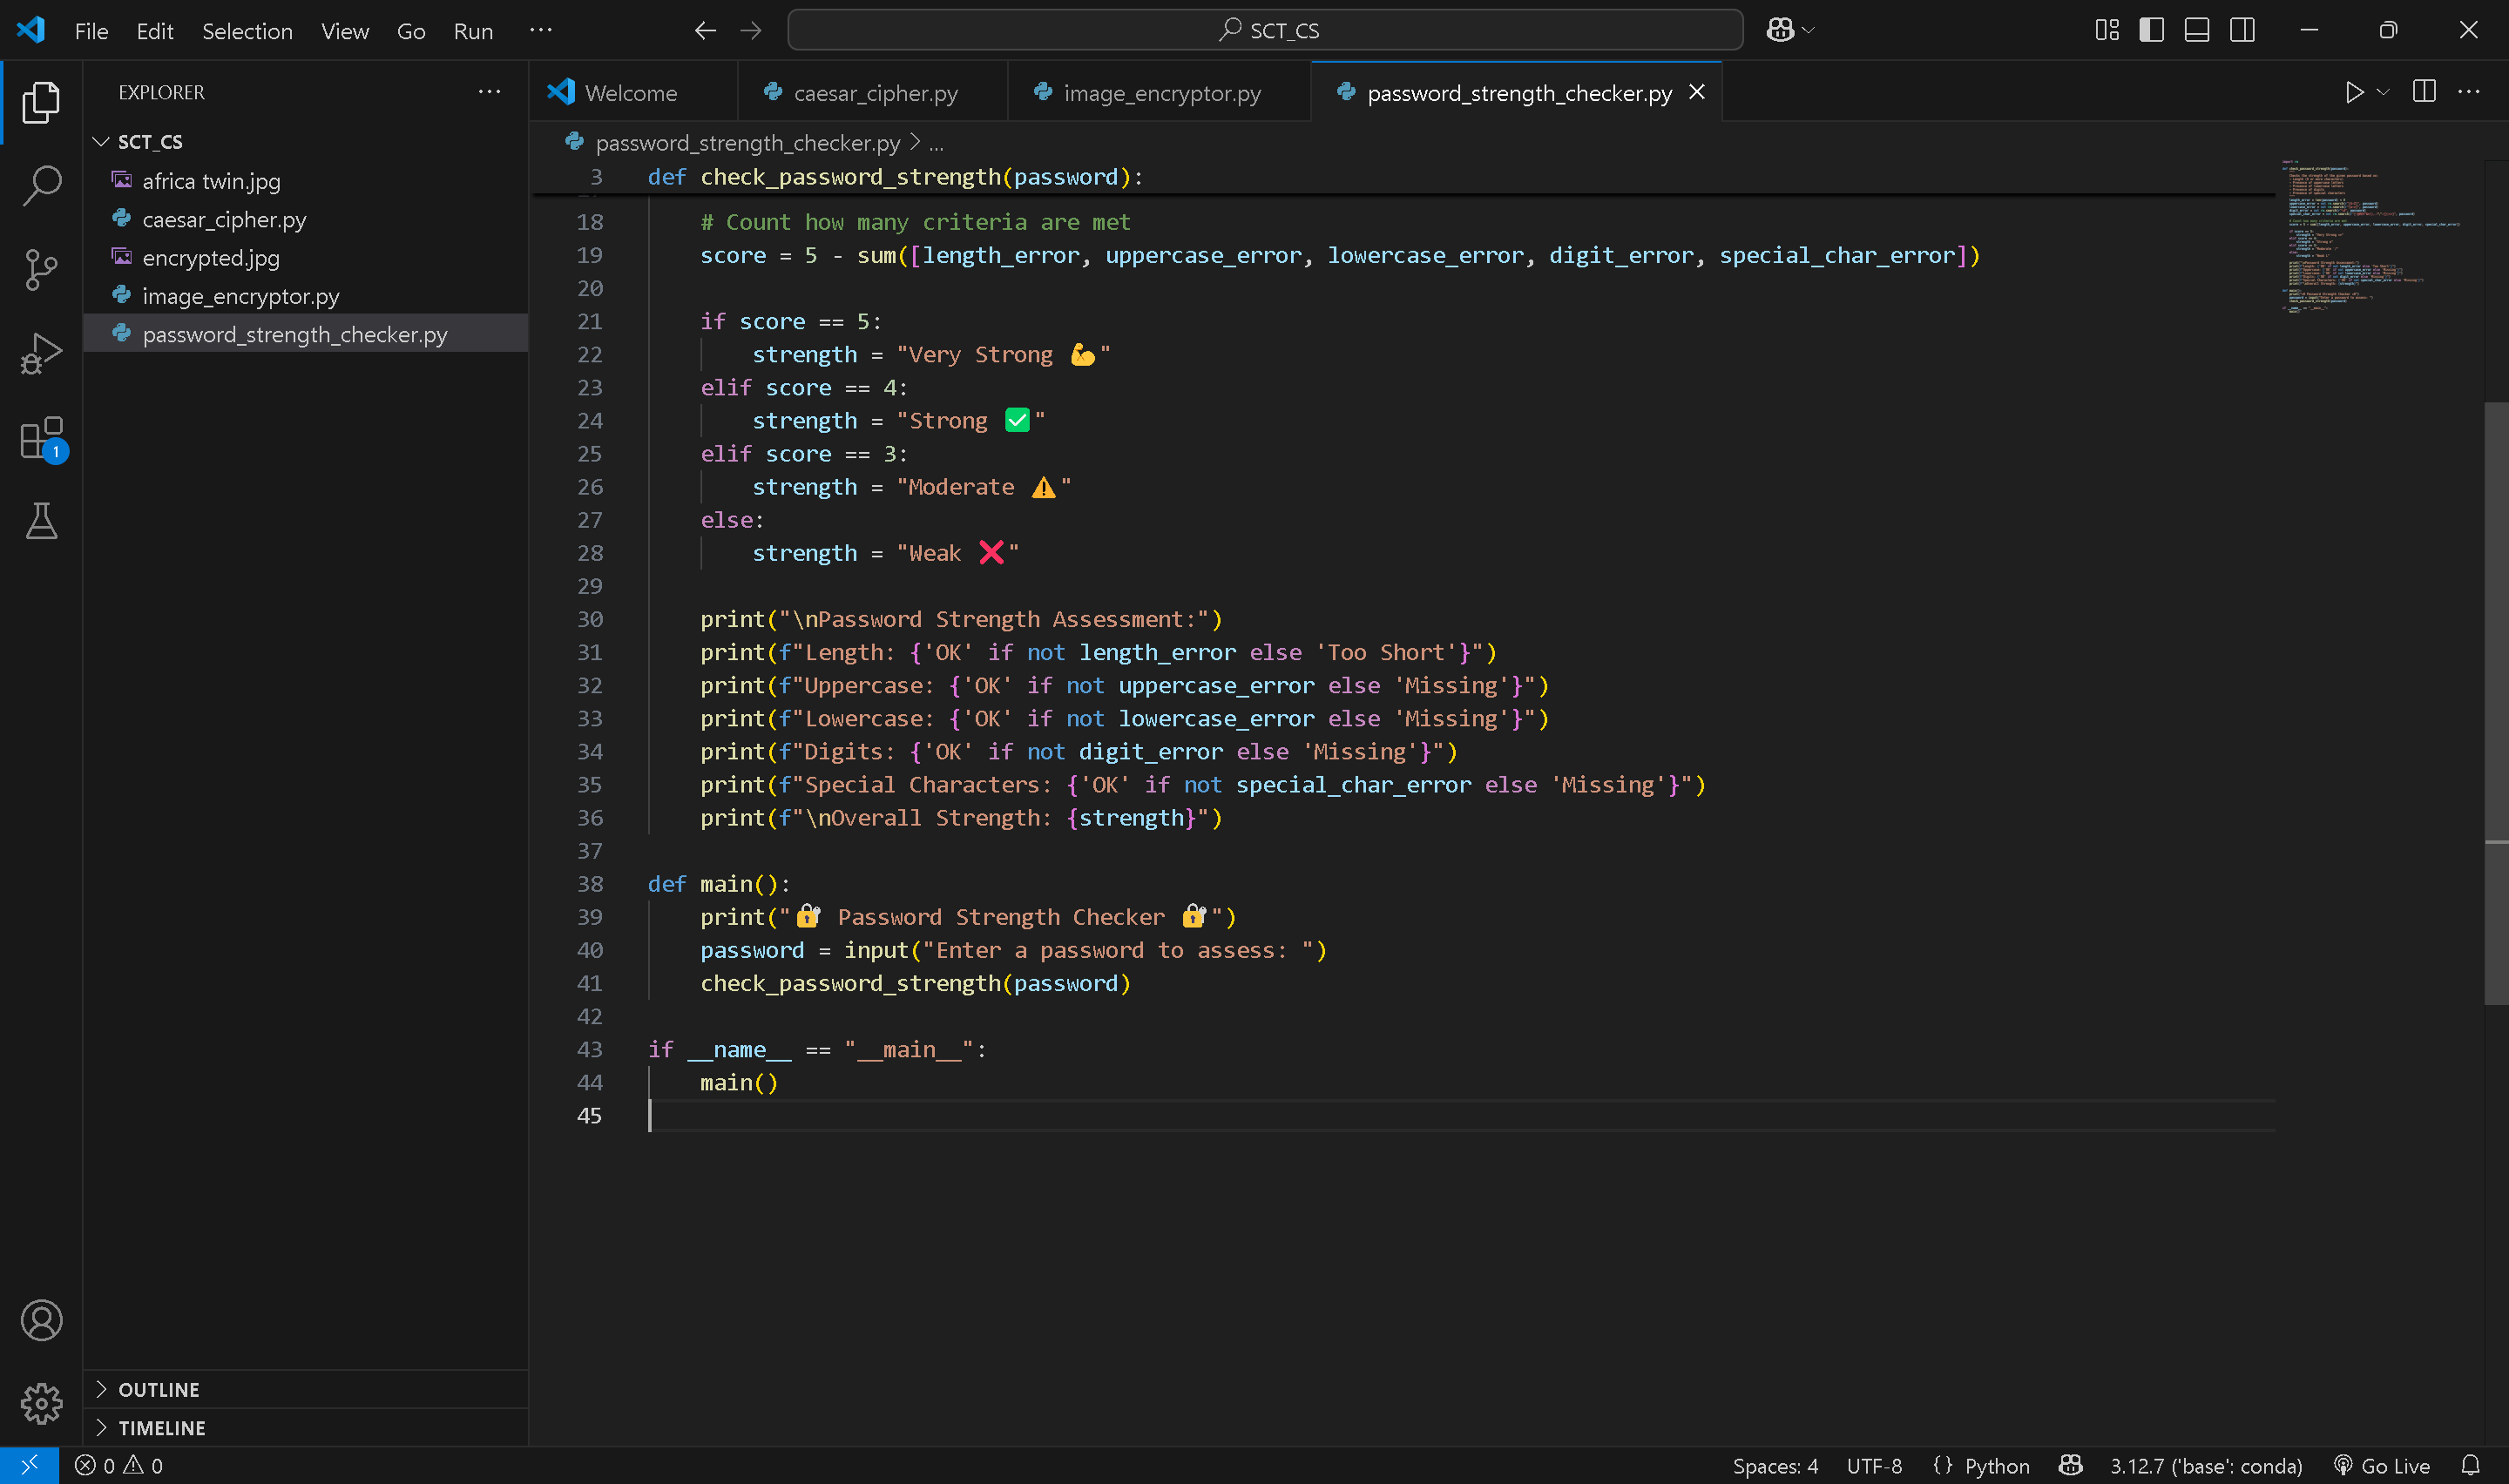 File Edit Selection View Go Run ··· SCT_CS
EXPLORER ···
SCT_CS
africa twin.jpg
caesar_cipher.py
encrypted.jpg
image_encryptor.py
password_strength_checker.py
1
OUTLINE
TIMELINE
Welcome caesar_cipher.py image_encryptor.py password_strength_checker.py
password_strength_checker.py > ...
3 def check_password_strength(password):
18 # Count how many criteria are met
19 score = 5 - sum([length_error, uppercase_error, lowercase_error, digit_error, special_char_error])
20
21 if score == 5:
22 strength = "Very Strong 💪"
23 elif score == 4:
24 strength = "Strong ✅"
25 elif score == 3:
26 strength = "Moderate ⚠️"
27 else:
28 strength = "Weak ❌"
29
30 print("\nPassword Strength Assessment:")
31 print(f"Length: {'OK' if not length_error else 'Too Short'}")
32 print(f"Uppercase: {'OK' if not uppercase_error else 'Missing'}")
33 print(f"Lowercase: {'OK' if not lowercase_error else 'Missing'}")
34 print(f"Digits: {'OK' if not digit_error else 'Missing'}")
35 print(f"Special Characters: {'OK' if not special_char_error else 'Missing'}")
36 print(f"\nOverall Strength: {strength}")
37
38 def main():
39 print("🔐 Password Strength Checker 🔐")
40 password = input("Enter a password to assess: ")
41 check_password_strength(password)
42
43 if __name__ == "__main__":
44 main()
45
0 0 Spaces: 4 UTF-8 {} Python 3.12.7 ('base': conda) Go Live